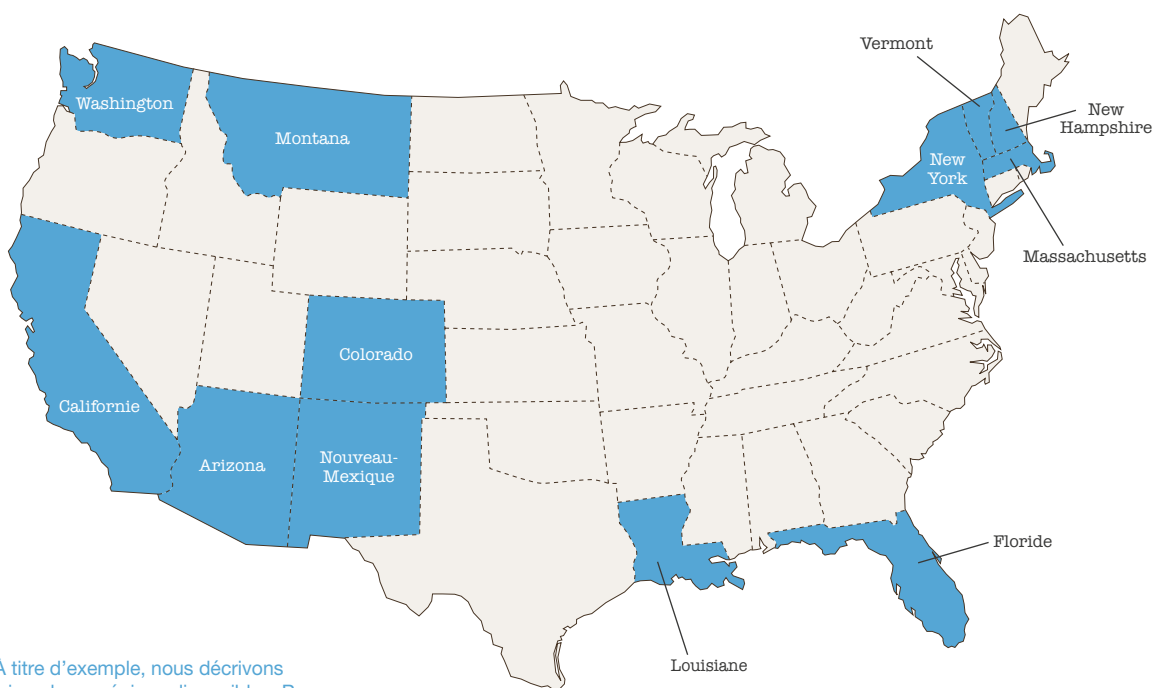 Vermont
Washington
New
Hampshire
Montana
New
York
Massachusetts
Colorado
Californie
Arizona
Nouveau-
Mexique
Floride
Louisiane
À titre d'exemple, nous décrivons